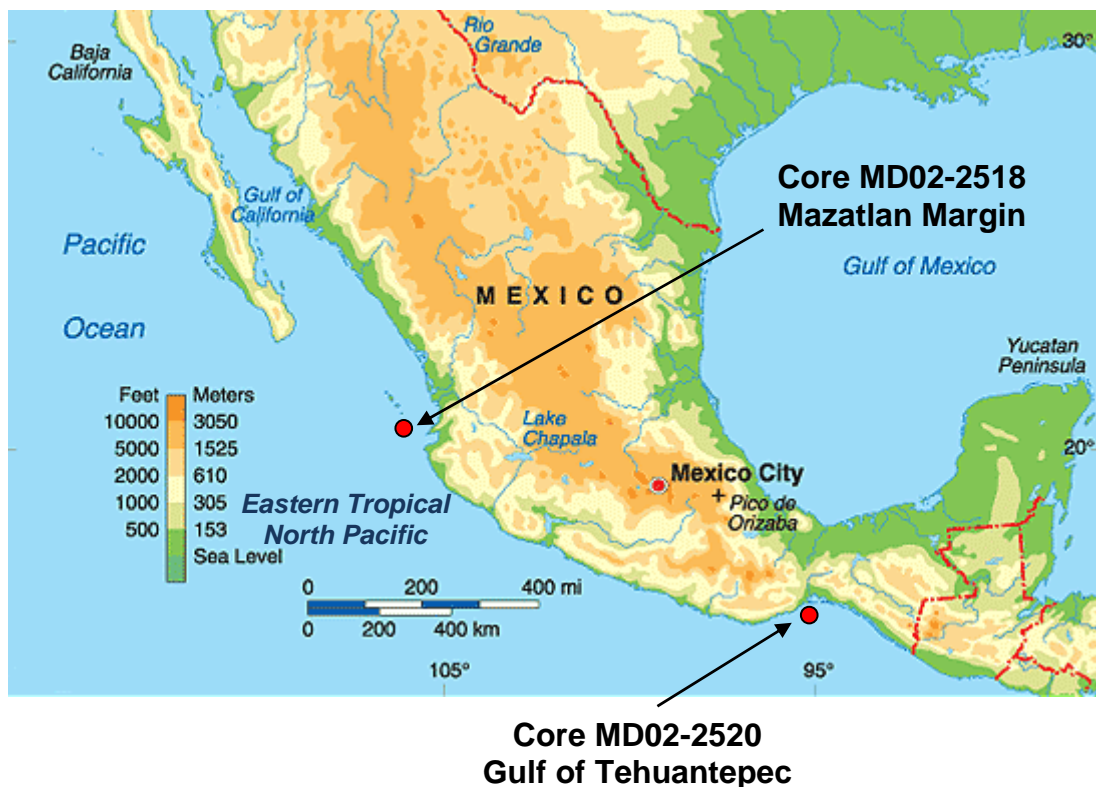 Rio
Grande
30°
Baja
California
Core MD02-2518
Mazatlan Margin
Gulf of
California
Pacific
Ocean
Gulf of Mexico
MEXICO
Yucatan
Peninsula
Feet Meters
10000 3050
5000 1525
2000 610
1000 305
500 153
Sea Level
Lake
Chapala
20°
Mexico City
Pico de
Orizaba
Eastern Tropical
North Pacific
0 200 400 mi
0 200 400 km
105° 95°
Core MD02-2520
Gulf of Tehuantepec